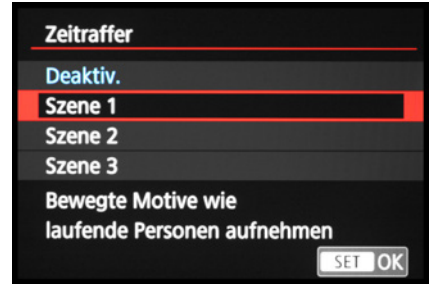 Zeitraffer
Deaktiv.
Szene 1
Szene 2
Szene 3
Bewegte Motive wie
laufende Personen aufnehmen
SET OK